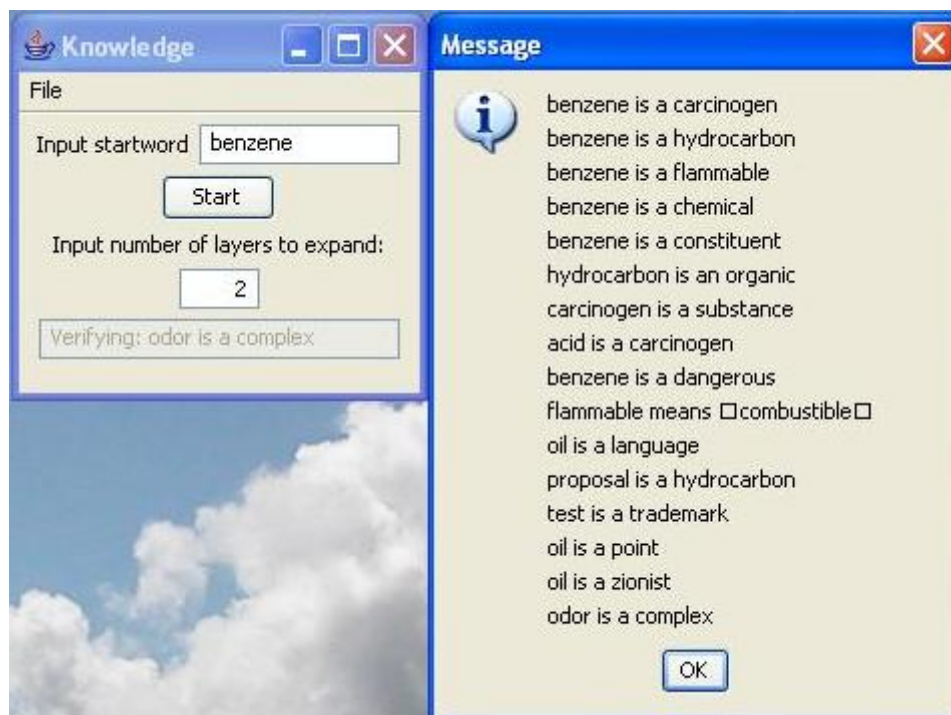 Knowledge
File
Input startword benzene
Start
Input number of layers to expand:
2
Verifying: odor is a complex
Message
benzene is a carcinogen
benzene is a hydrocarbon
benzene is a flammable
benzene is a chemical
benzene is a constituent
hydrocarbon is an organic
carcinogen is a substance
acid is a carcinogen
benzene is a dangerous
flammable means □combustible□
oil is a language
proposal is a hydrocarbon
test is a trademark
oil is a point
oil is a zionist
odor is a complex
OK